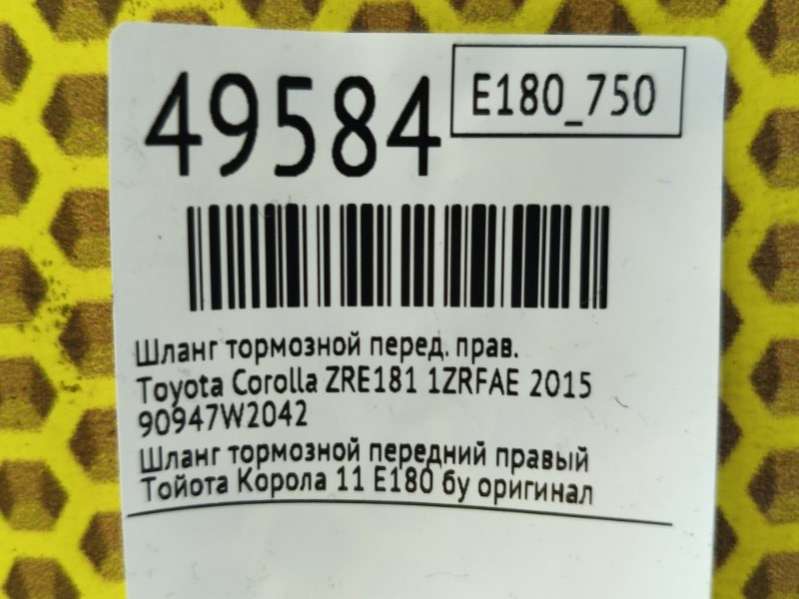 49584
E180_750
Шланг тормозной перед. прав.
Toyota Corolla ZRE181 1ZRFAE 2015
90947W2042
Шланг тормозной передний правый
Тойота Корола 11 Е180 бу оригинал